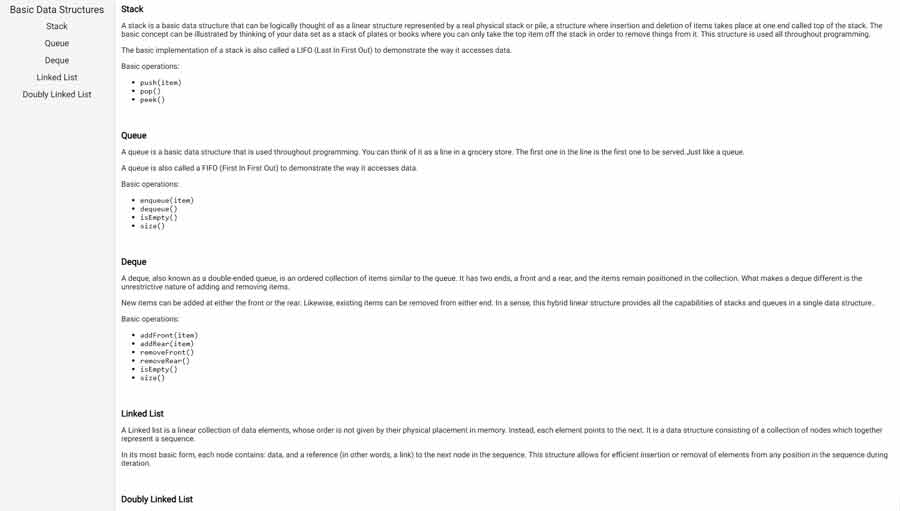 Basic Data Structures
Stack
Queue
Deque
Linked List
Doubly Linked List
Stack
A stack is a basic data structure that can be logically thought of as a linear structure represented by a real physical stack or pile, a structure where insertion and deletion of items takes place at one end called top of the stack. The
basic concept can be illustrated by thinking of your data set as a stack of plates or books where you can only take the top item off the stack in order to remove things from it. This structure is used all throughout programming.
The basic implementation of a stack is also called a LIFO (Last In First Out) to demonstrate the way it accesses data.
Basic operations:
• push(item)
• pop()
• peek()
Queue
A queue is a basic data structure that is used throughout programming. You can think of it as a line in a grocery store. The first one in the line is the first one to be served.Just like a queue.
A queue is also called a FIFO (First In First Out) to demonstrate the way it accesses data.
Basic operations:
• enqueue(item)
• dequeue()
• isEmpty()
• size()
Deque
A deque, also known as a double-ended queue, is an ordered collection of items similar to the queue. It has two ends, a front and a rear, and the items remain positioned in the collection. What makes a deque different is the
unrestrictive nature of adding and removing items.
New items can be added at either the front or the rear. Likewise, existing items can be removed from either end. In a sense, this hybrid linear structure provides all the capabilities of stacks and queues in a single data structure.
Basic operations:
• addFront(item)
• addRear(item)
• removeFront()
• removeRear()
• isEmpty()
• size()
Linked List
A Linked list is a linear collection of data elements, whose order is not given by their physical placement in memory. Instead, each element points to the next. It is a data structure consisting of a collection of nodes which together
represent a sequence.
In its most basic form, each node contains: data, and a reference (in other words, a link) to the next node in the sequence. This structure allows for efficient insertion or removal of elements from any position in the sequence during
iteration.
Doubly Linked List